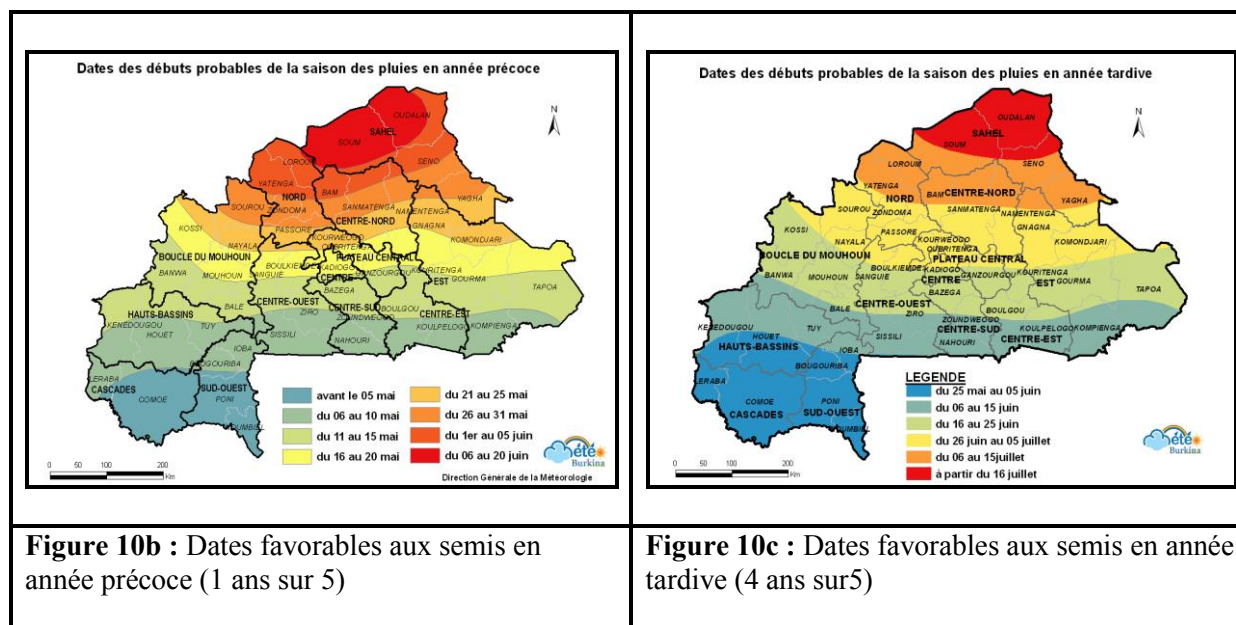 Dates des débuts probables de la saison des pluies en année précoce
N
OUDALAN
SAHEL
SOUM
LOROUM
SENO
YATENGA
NORD
BAM
YAGHA
SOUROU
ZONDOMA
SANMATENGA
NAMENTENGA
CENTRE-NORD
KOSSI
PASSORE
GNAGNA
KOURWEOGO
NAYALA
OUBRITENGA
KOMONDJARI
BOUCLE DU MOUHOUN
PLATEAU CENTRAL
BOULKIEMDE
KADIOGO
BANWA
MOUHOUN
SANGUIE
CENTRE
GANZOURGOU
KOURITENGA
EST
GOURMA
BAZEGA
TAPOA
BALE
CENTRE-OUEST
CENTRE-SUD
BOULGOU
HAUTS-BASSINS
ZIRO
CENTRE-EST
ZOUNDWEOGO
KENEDOUGOU
TUY
KOULPELOGO
KOMPIENGA
HOUET
SISSILI
NAHOURI
IOBA
BOUGOURIBA
LERABA
CASCADES
SUD-OUEST
COMOE
PONI
NOUMBIEL
avant le 05 mai
du 06 au 10 mai
du 11 au 15 mai
du 16 au 20 mai
du 21 au 25 mai
du 26 au 31 mai
du 1er au 05 juin
du 06 au 20 juin
0 50 100 200
Km
été
Burkina
Direction Générale de la Météorologie
Figure 10b : Dates favorables aux semis en
année précoce (1 ans sur 5)
Dates des débuts probables de la saison des pluies en année tardive
N
OUDALAN
SAHEL
SOUM
LOROUM
SENO
YATENGA
BAM
CENTRE-NORD
NORD
YAGHA
SOUROU
ZONDOMA
SANMATENGA
NAMENTENGA
KOSSI
PASSORE
GNAGNA
NAYALA
KOURWEOGO
OUBRITENGA
KOMONDJARI
BOUCLE DU MOUHOUN
PLATEAU CENTRAL
BANWA
MOUHOUN
SANGUIE
BOULKIEMDE
KADIOGO
CENTRE
GANZOURGOU
KOURITENGA
EST
GOURMA
BAZEGA
TAPOA
BALE
CENTRE-OUEST
ZIRO
BOULGOU
KENEDOUGOU
TUY
ZOUNDWEOGO
CENTRE-SUD
KOULPELOGO
KOMPIENGA
HOUET
HAUTS-BASSINS
SISSILI
NAHOURI
CENTRE-EST
IOBA
BOUGOURIBA
LERABA
COMOE
PONI
CASCADES
SUD-OUEST
NOUMBIEL
LEGENDE
du 25 mai au 05 juin
du 06 au 15 juin
du 16 au 25 juin
du 26 juin au 05 juillet
du 06 au 15juillet
à partir du 16 juillet
0 50 100 200
Km
été
Burkina
Figure 10c : Dates favorables aux semis en année
tardive (4 ans sur5)